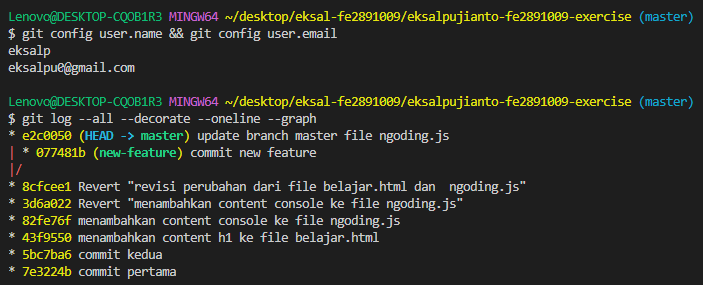 Lenovo@DESKTOP-CQOB1R3 MINGW64 ~/desktop/eksal-fe2891009/eksalpujianto-fe2891009-exercise (master)
$ git config user.name && git config user.email
eksalp
eksalpu0@gmail.com
Lenovo@DESKTOP-CQOB1R3 MINGW64 ~/desktop/eksal-fe2891009/eksalpujianto-fe2891009-exercise (master)
$ git log --all --decorate --oneline --graph
* e2c0050 (HEAD -> master) update branch master file ngoding.js
| * 077481b (new-feature) commit new feature
|/
* 8cfcee1 Revert "revisi perubahan dari file belajar.html dan  ngoding.js"
* 3d6a022 Revert "menambahkan content console ke file ngoding.js"
* 82fe76f menambahkan content console ke file ngoding.js
* 43f9550 menambahkan content h1 ke file belajar.html
* 5bc7ba6 commit kedua
* 7e3224b commit pertama